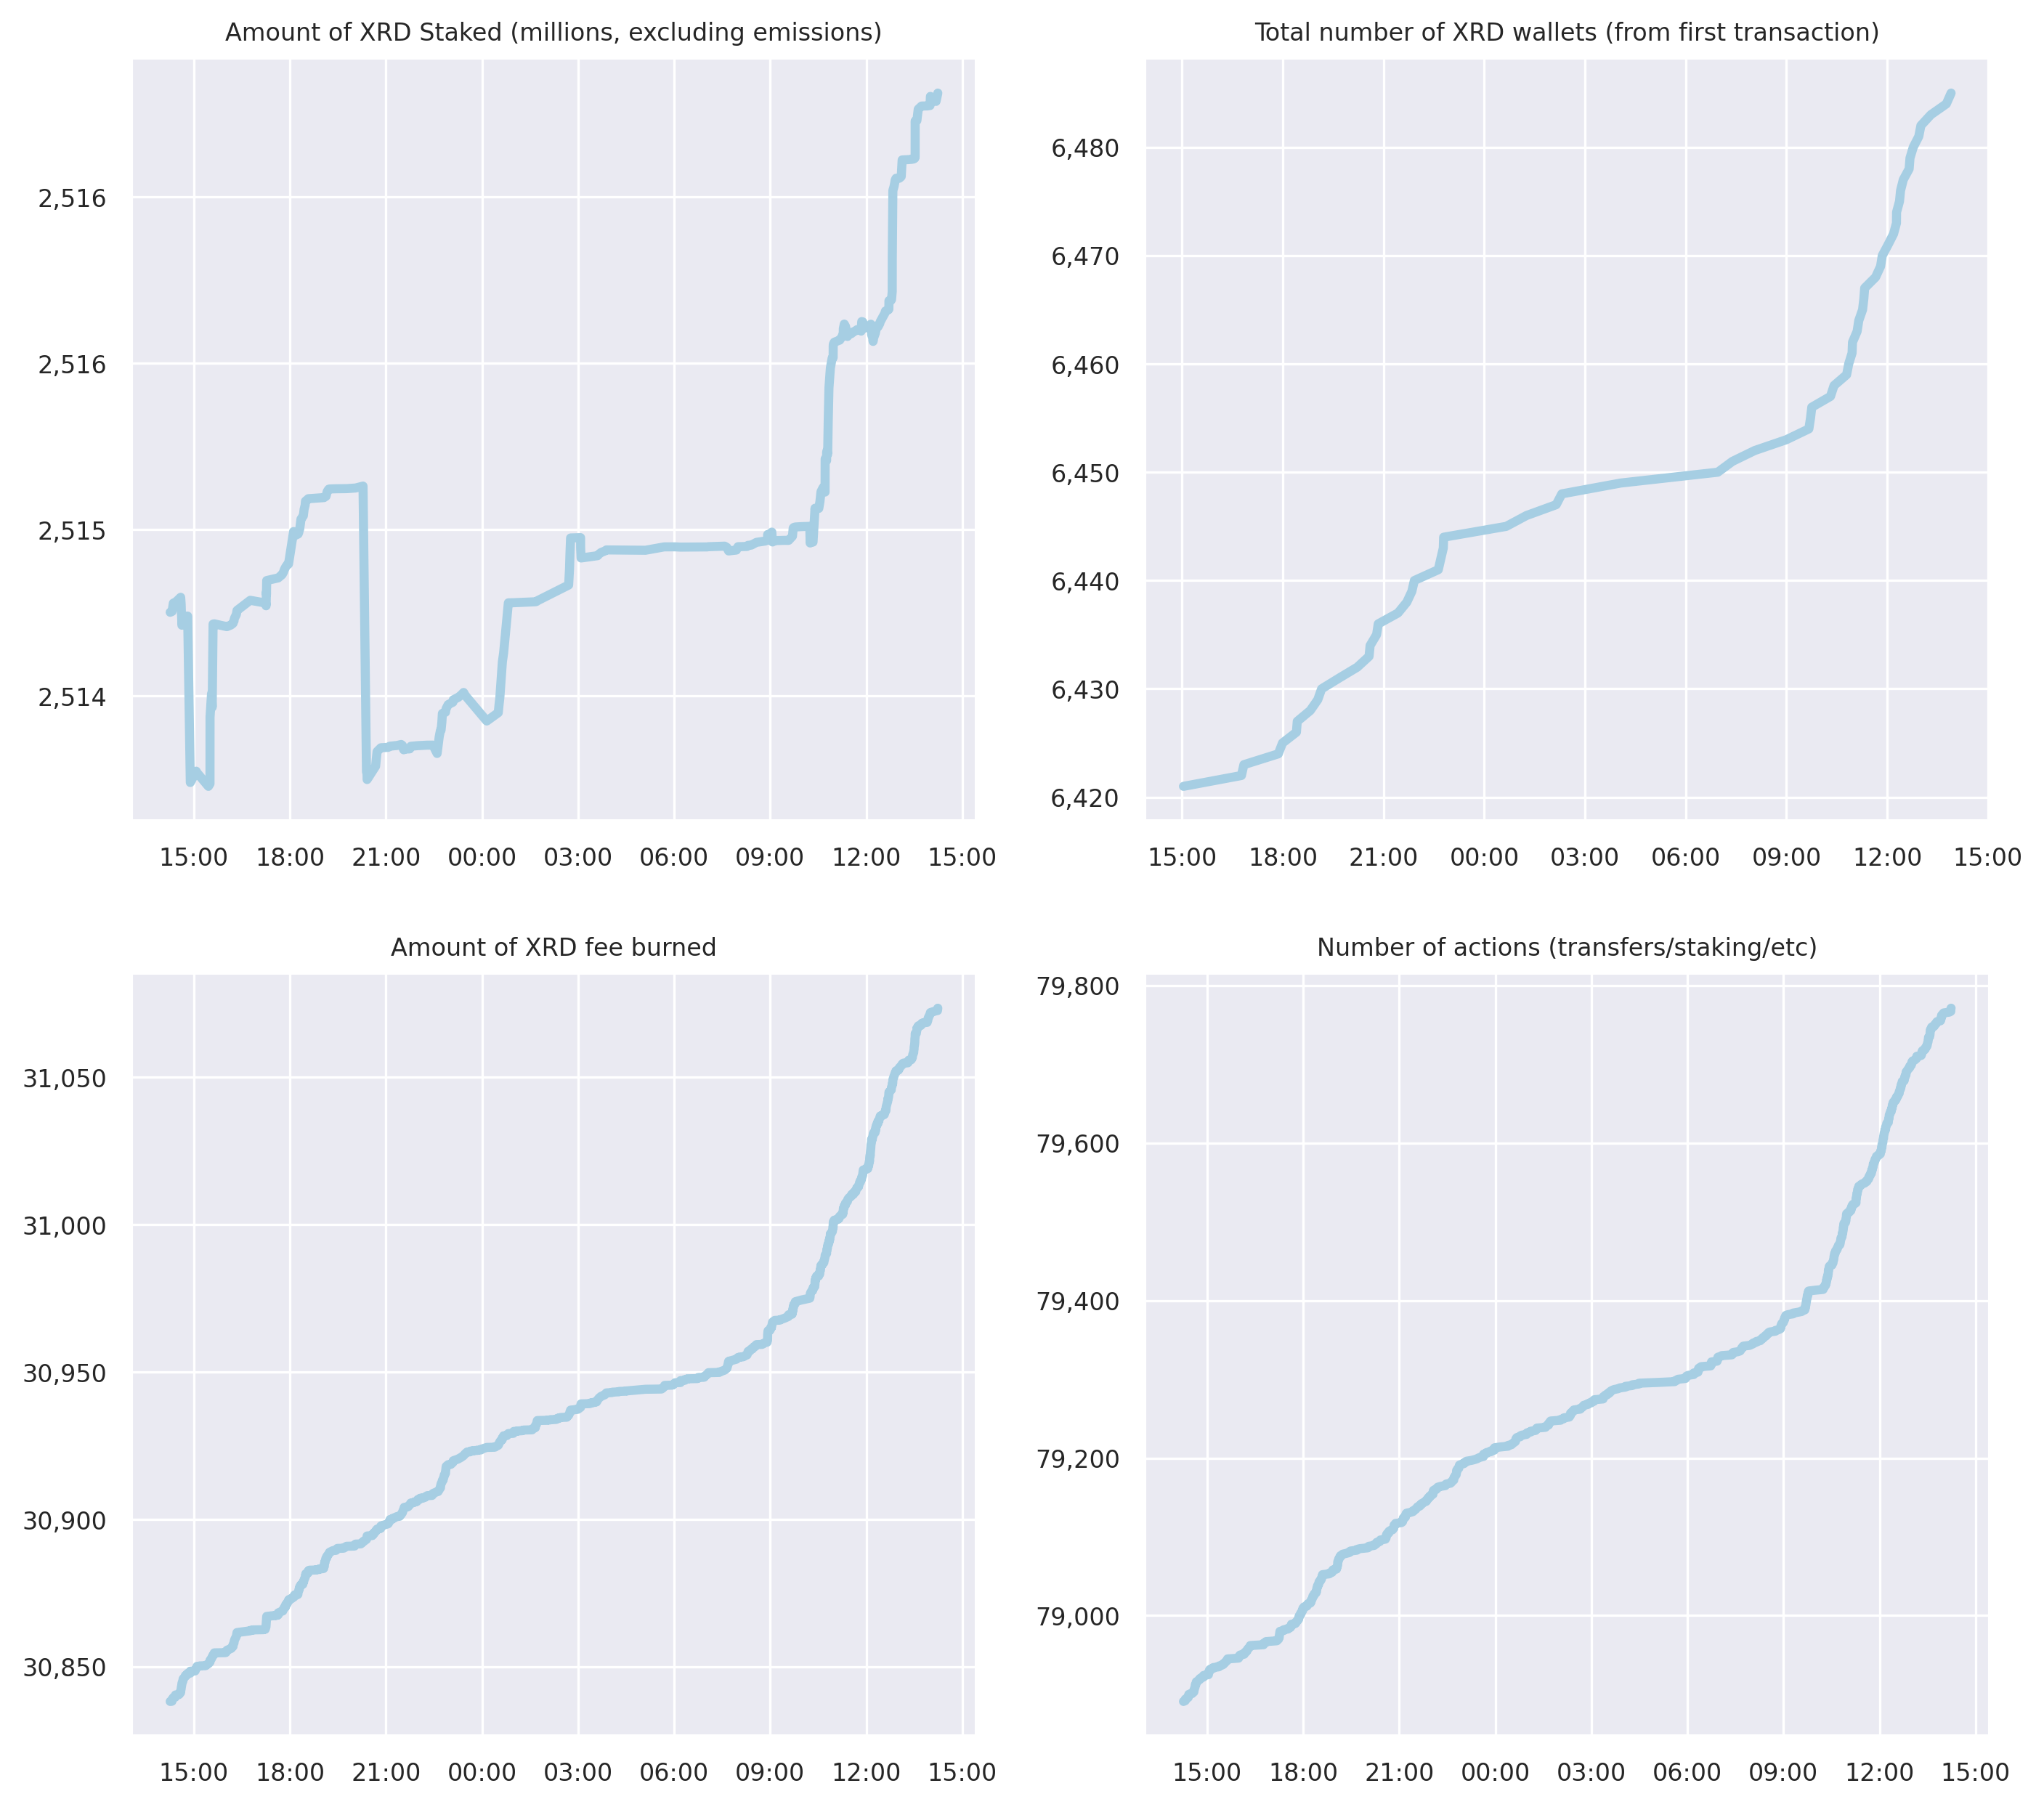 Amount of XRD Staked (millions, excluding emissions)
2,516
2,516
2,515
2,514
15:00 18:00 21:00 00:00 03:00 06:00 09:00 12:00 15:00
Total number of XRD wallets (from first transaction)
6,480
6,470
6,460
6,450
6,440
6,430
6,420
15:00 18:00 21:00 00:00 03:00 06:00 09:00 12:00 15:00
Amount of XRD fee burned
31,050
31,000
30,950
30,900
30,850
15:00 18:00 21:00 00:00 03:00 06:00 09:00 12:00 15:00
Number of actions (transfers/staking/etc)
79,800
79,600
79,400
79,200
79,000
15:00 18:00 21:00 00:00 03:00 06:00 09:00 12:00 15:00